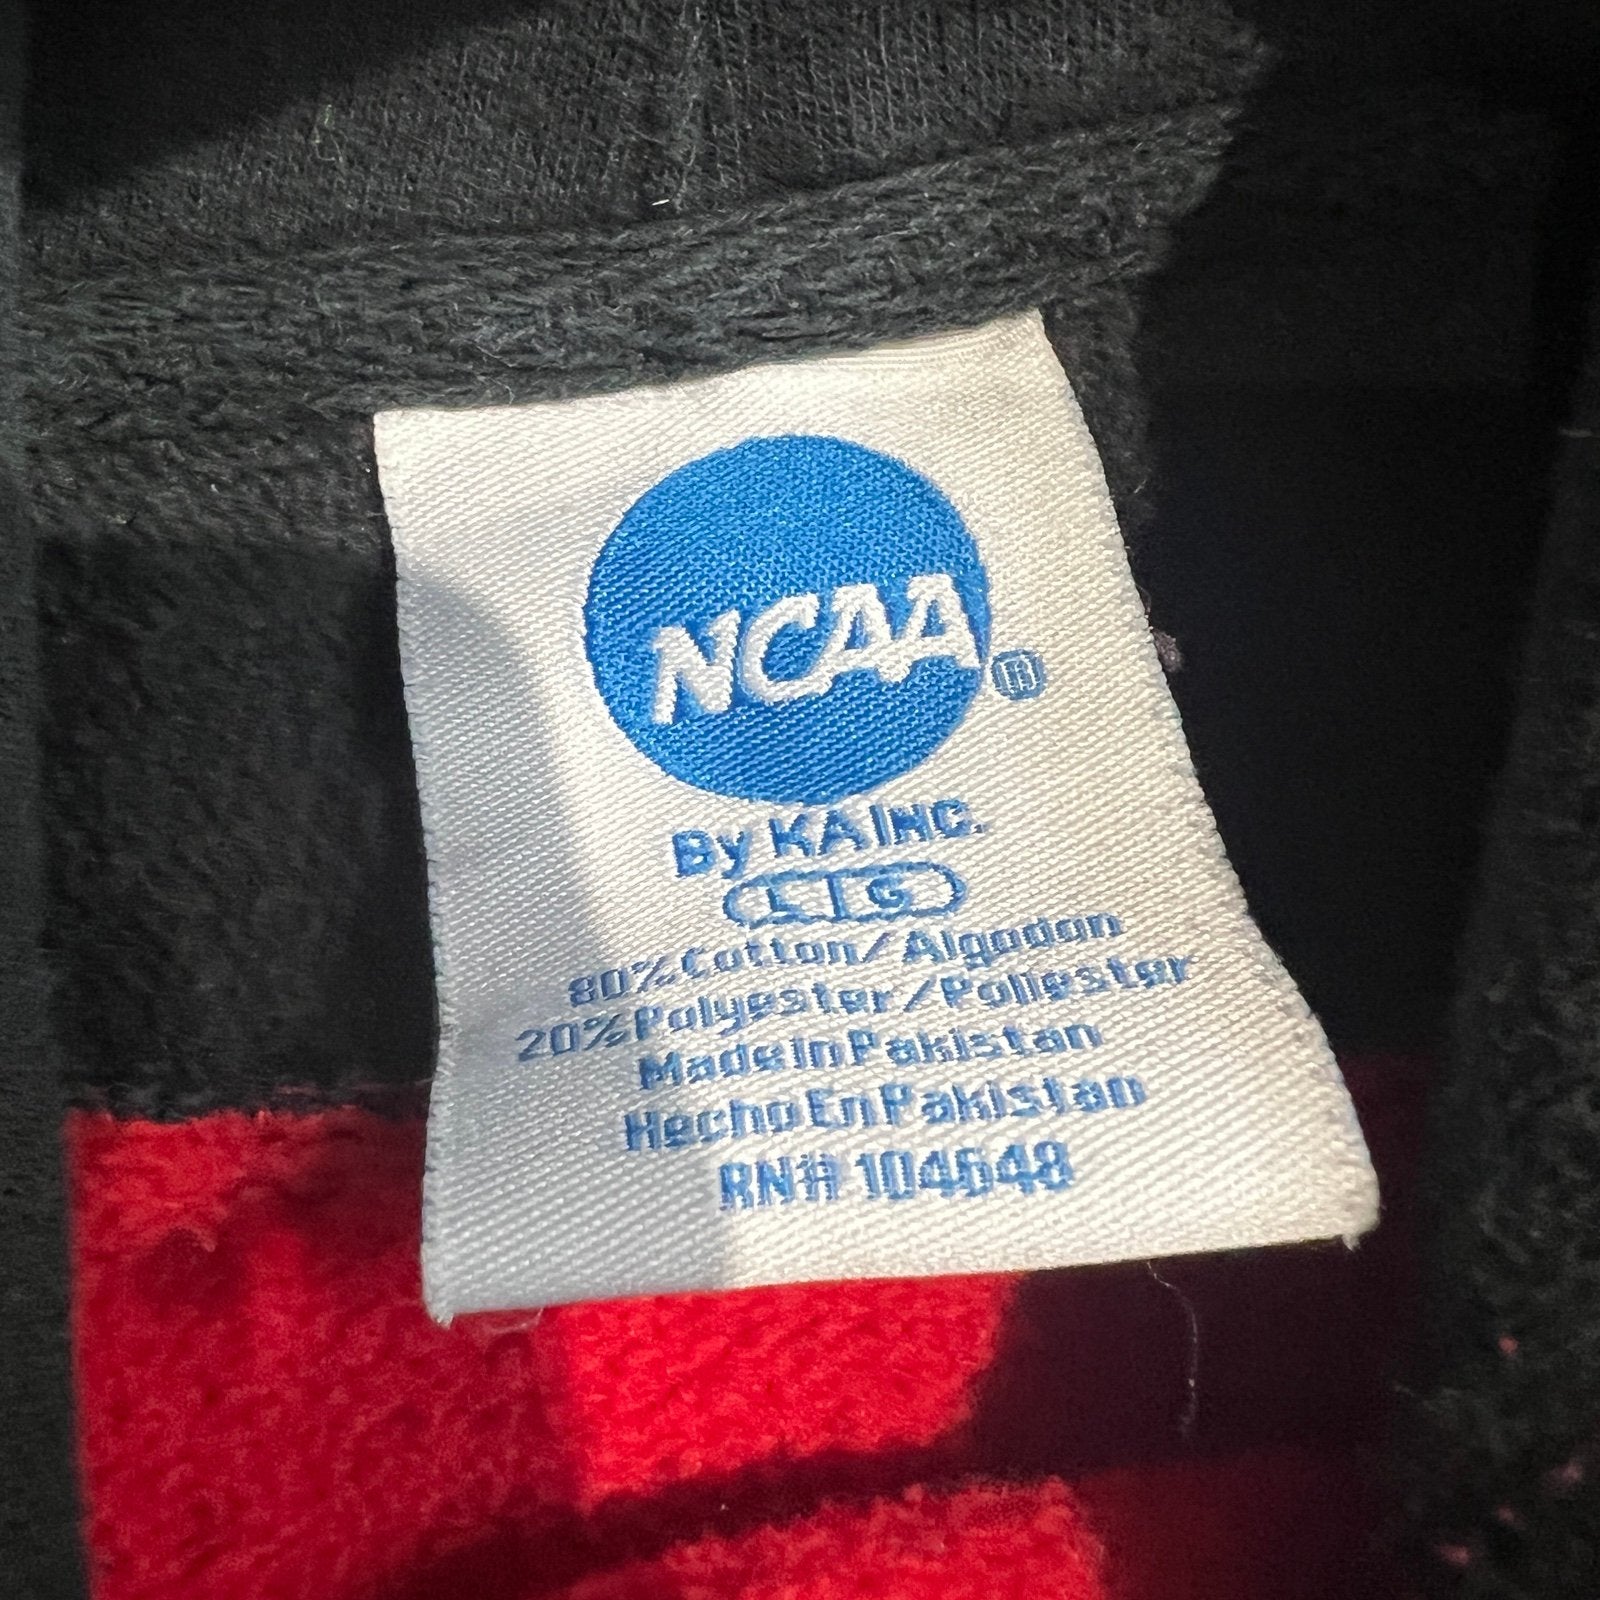 NCAA®
By KA INC.
L G
80% Cotton/Algodon
20% Polyester/Poliester
Made In Pakistan
Hecho En Pakistan
RN# 104648